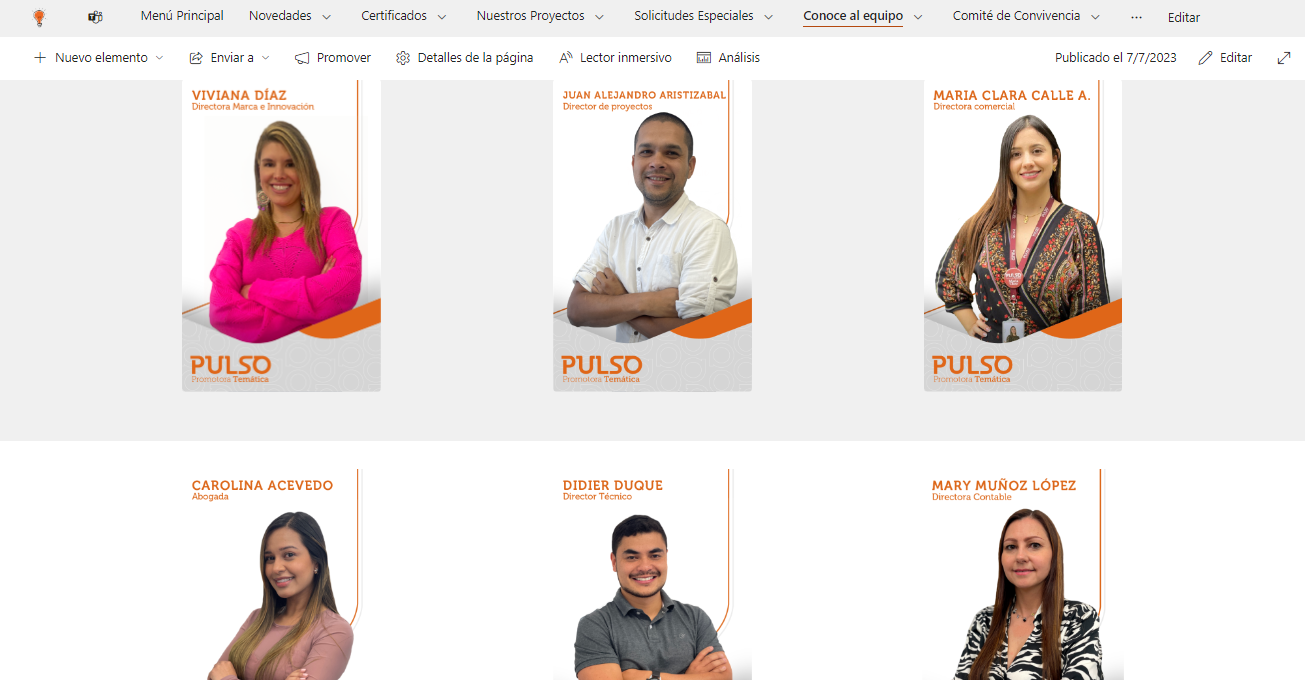 Menú Principal
Novedades
Certificados
Nuestros Proyectos
Solicitudes Especiales
Conoce al equipo
Comité de Convivencia
...
Editar
Nuevo elemento
Enviar a
Promover
Detalles de la página
Lector inmersivo
Análisis
Publicado el 7/7/2023
Editar
VIVIANA DÍAZ
Directora Marca e Innovación
JUAN ALEJANDRO ARISTIZABAL
Director de proyectos
MARIA CLARA CALLE A.
Directora comercial
PULSO
PULSO
Promotora Temática
PULSO
Promotora Temática
PULSO
Promotora Temática
CAROLINA ACEVEDO
Abogada
DIDIER DUQUE
Director Técnico
MARY MUÑOZ LÓPEZ
Directora Contable